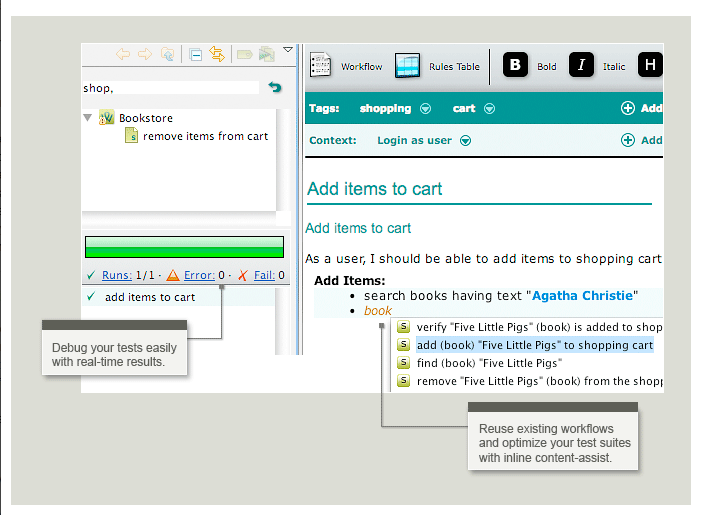 shop,
Bookstore
remove items from cart
Runs: 1/1 · Error: 0 · Fail: 0
add items to cart
Debug your tests easily
with real-time results.
Workflow Rules Table B Bold I Italic H
Tags: shopping cart Add
Context: Login as user Add
Add items to cart
Add items to cart
As a user, I should be able to add items to shopping cart
Add Items:
• search books having text "Agatha Christie"
• book
S verify "Five Little Pigs" (book) is added to shop
S add (book) "Five Little Pigs" to shopping cart
S find (book) "Five Little Pigs"
S remove "Five Little Pigs" (book) from the shopp
Reuse existing workflows
and optimize your test suites
with inline content-assist.